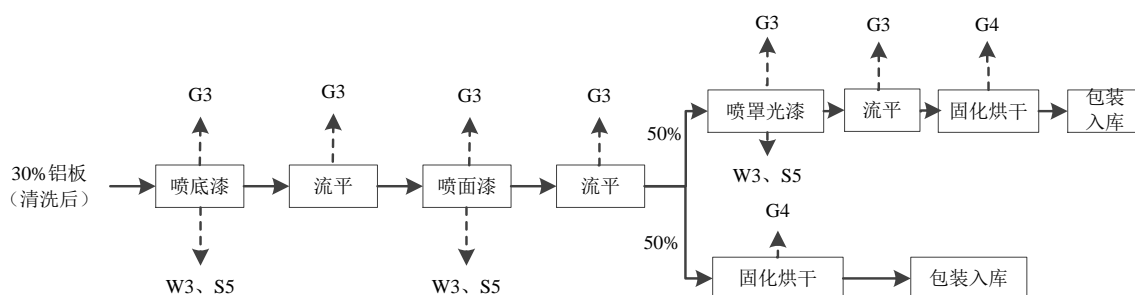 G3
G3
G4
G3
G3
G3
G3
喷罩光漆
流平
固化烘干
包装
入库
50%
30%铝板
(清洗后)
喷底漆
流平
喷面漆
流平
W3、S5
G4
50%
W3、S5
W3、S5
固化烘干
包装入库